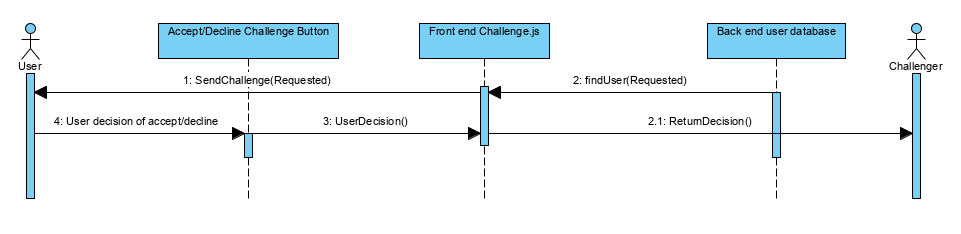 Accept/Decline Challenge Button
Front end Challenge.js
Back end user database
User
Challenger
1: SendChallenge(Requested)
2: findUser(Requested)
4: User decision of accept/decline
3: UserDecision()
2.1: ReturnDecision()